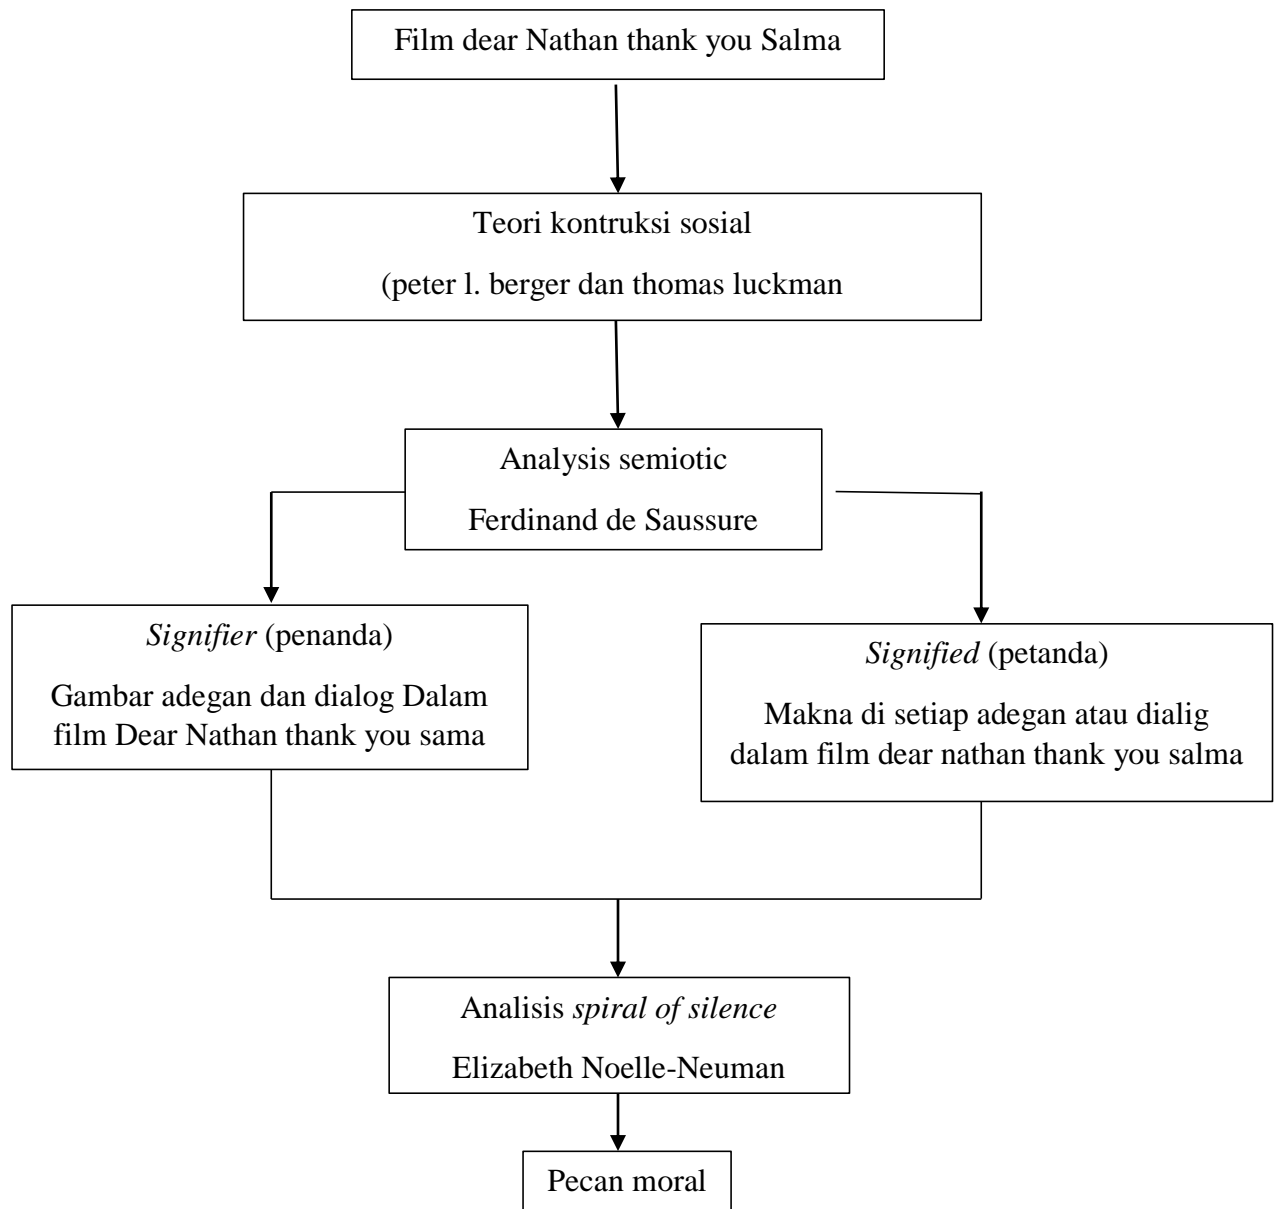 Film dear Nathan thank you Salma
Teori kontruksi sosial
(peter l. berger dan thomas luckman
Analysis semiotic
Ferdinand de Saussure
Signifier (penanda)
Gambar adegan dan dialog Dalam
film Dear Nathan thank you sama
Signified (petanda)
Makna di setiap adegan atau dialig
dalam film dear nathan thank you salma
Analisis spiral of silence
Elizabeth Noelle-Neuman
Pecan moral